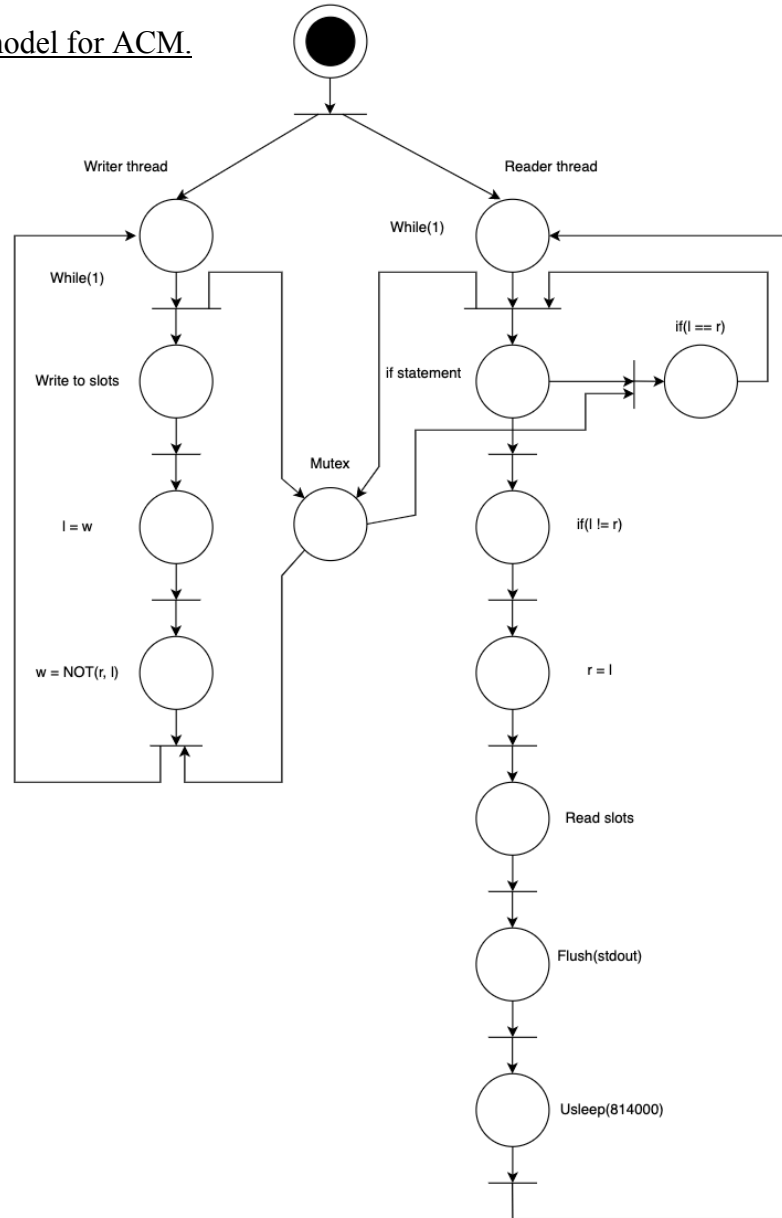 model for ACM.
Writer thread
Reader thread
While(1)
While(1)
if(l == r)
Write to slots
if statement
Mutex
l = w
if(l != r)
w = NOT(r, l)
r = l
Read slots
Flush(stdout)
Usleep(814000)